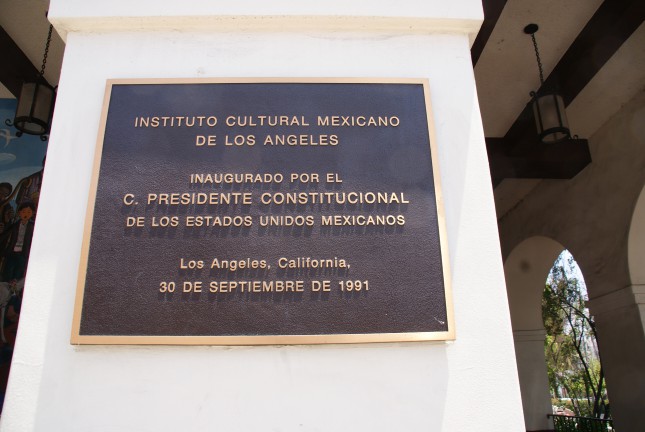 INSTITUTO CULTURAL MEXICANO
DE LOS ANGELES
INAUGURADO POR EL
C. PRESIDENTE CONSTITUCIONAL
DE LOS ESTADOS UNIDOS MEXICANOS
Los Angeles, California,
30 DE SEPTIEMBRE DE 1991